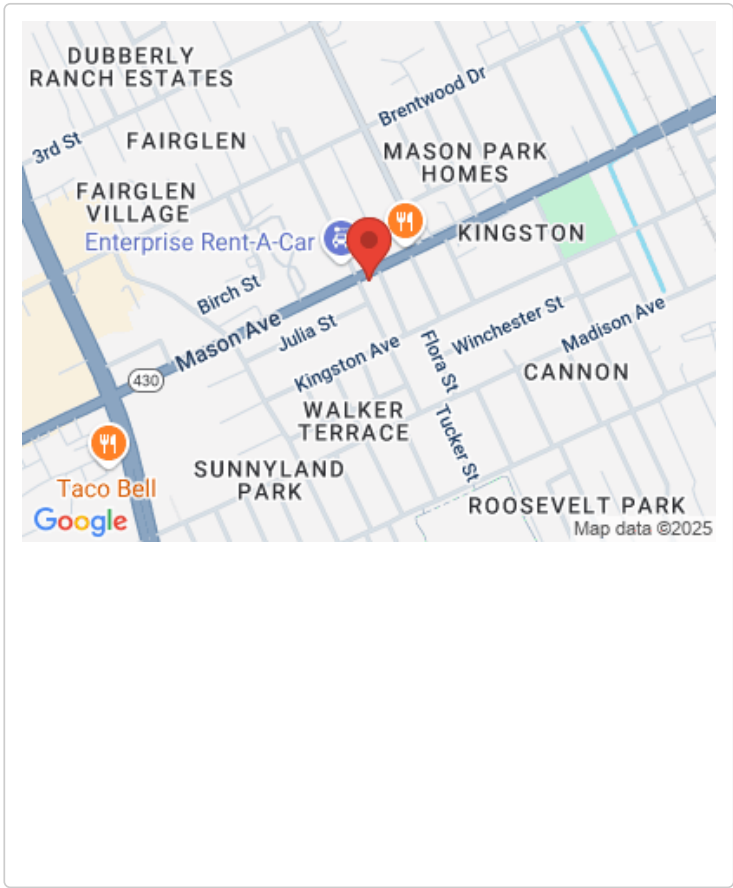 DUBBERLY
RANCH ESTATES
Brentwood Dr
3rd St
FAIRGLEN
MASON PARK
HOMES
FAIRGLEN
VILLAGE
Enterprise Rent-A-Car
KINGSTON
Birch St
Mason Ave
Julia St
Winchester St
Madison Ave
Kingston Ave
Flora St
430
CANNON
WALKER
TERRACE
Tucker St
SUNNYLAND
PARK
Taco Bell
ROOSEVELT PARK
Google
Map data ©2025